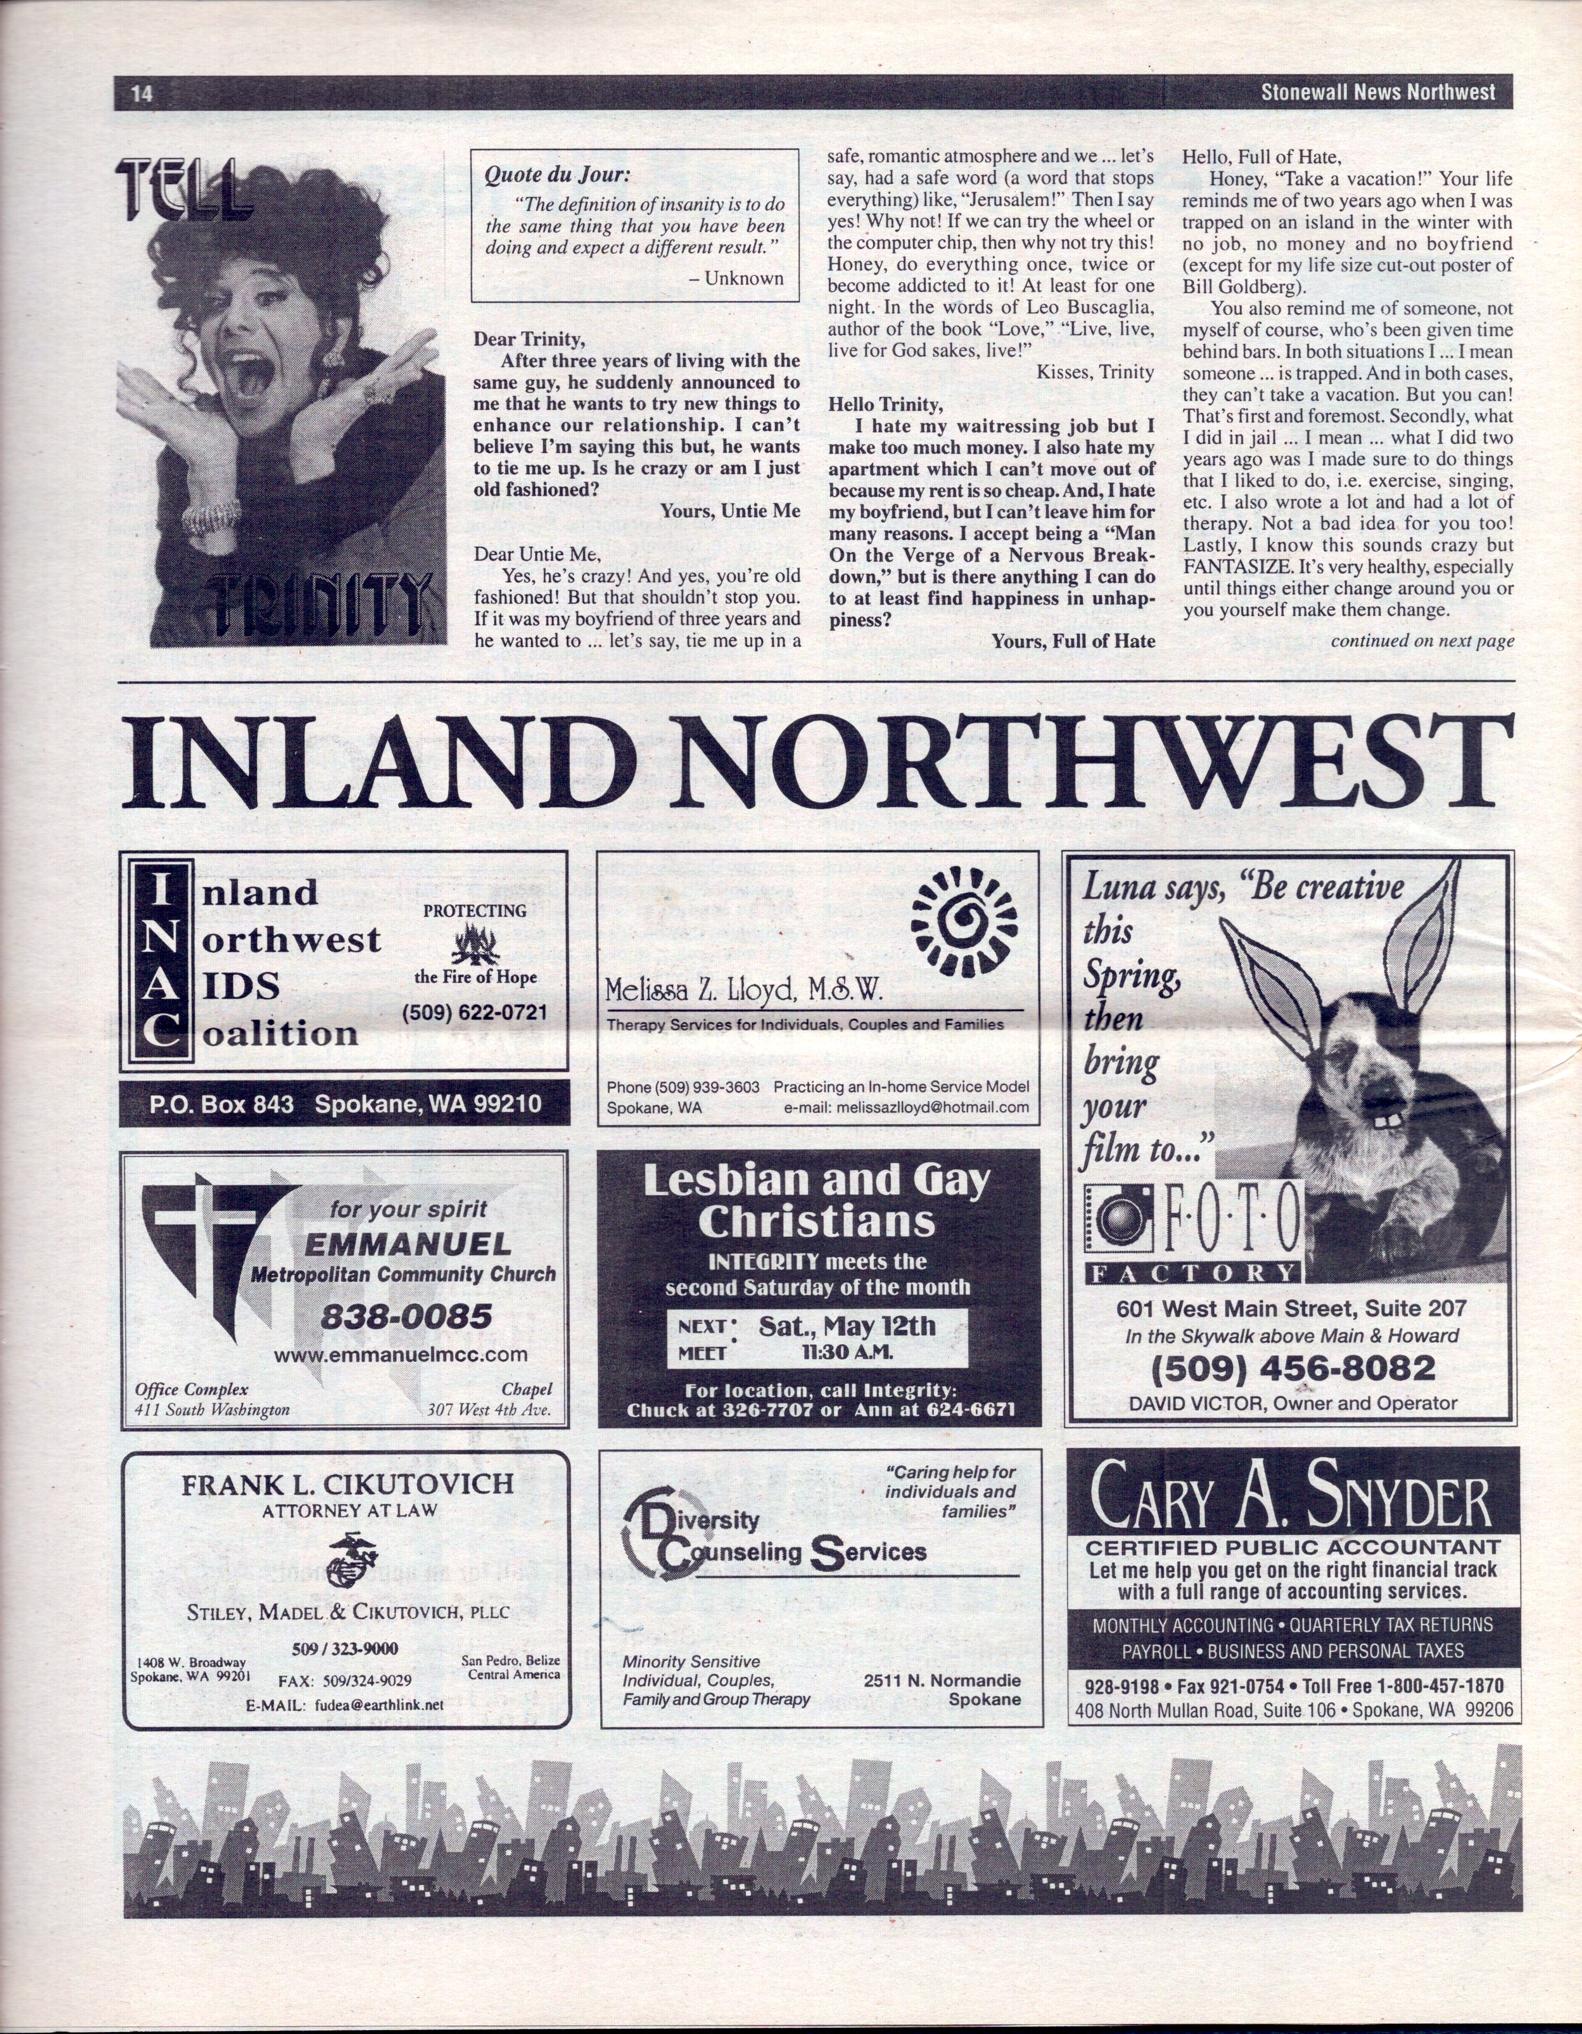 14
Stonewall News Northwest
TELL
TRINITY
Quote du Jour:
“The definition of insanity is to do
the same thing that you have been
doing and expect a different result.”
– Unknown
Dear Trinity,
After three years of living with the
same guy, he suddenly announced to
me that he wants to try new things to
enhance our relationship. I can’t
believe I’m saying this but, he wants
to tie me up. Is he crazy or am I just
old fashioned?
Yours, Untie Me
Dear Untie Me,
Yes, he’s crazy! And yes, you’re old
fashioned! But that shouldn’t stop you.
If it was my boyfriend of three years and
he wanted to ... let’s say, tie me up in a
safe, romantic atmosphere and we ... let’s
say, had a safe word (a word that stops
everything) like, “Jerusalem!” Then I say
yes! Why not! If we can try the wheel or
the computer chip, then why not try this!
Honey, do everything once, twice or
become addicted to it! At least for one
night. In the words of Leo Buscaglia,
author of the book “Love,” “Live, live,
live for God sakes, live!”
Kisses, Trinity
Hello Trinity,
I hate my waitressing job but I
make too much money. I also hate my
apartment which I can’t move out of
because my rent is so cheap. And, I hate
my boyfriend, but I can’t leave him for
many reasons. I accept being a “Man
On the Verge of a Nervous Break-
down,” but is there anything I can do
to at least find happiness in unhap-
piness?
Yours, Full of Hate
Hello, Full of Hate,
Honey, “Take a vacation!” Your life
reminds me of two years ago when I was
trapped on an island in the winter with
no job, no money and no boyfriend
(except for my life size cut-out poster of
Bill Goldberg).
You also remind me of someone, not
myself of course, who’s been given time
behind bars. In both situations I ... I mean
someone ... is trapped. And in both cases,
they can’t take a vacation. But you can!
That’s first and foremost. Secondly, what
I did in jail ... I mean ... what I did two
years ago was I made sure to do things
that I liked to do, i.e. exercise, singing,
etc. I also wrote a lot and had a lot of
therapy. Not a bad idea for you too!
Lastly, I know this sounds crazy but
FANTASIZE. It’s very healthy, especially
until things either change around you or
you yourself make them change.
continued on next page
INLAND NORTHWEST
Inland
Northwest
AIDS
Coalition
PROTECTING
the Fire of Hope
(509) 622-0721
P.O. Box 843 Spokane, WA 99210
Melissa Z. Lloyd, M.S.W.
Therapy Services for Individuals, Couples and Families
Phone (509) 939-3603 Practicing an In-home Service Model
Spokane, WA e-mail: melissazlloyd@hotmail.com
Luna says, “Be creative
this
Spring,
then
bring
your
film to...”
F·O·T·O
FACTORY
601 West Main Street, Suite 207
In the Skywalk above Main & Howard
(509) 456-8082
DAVID VICTOR, Owner and Operator
for your spirit
EMMANUEL
Metropolitan Community Church
838-0085
www.emmanuelmcc.com
Office Complex
411 South Washington
Chapel
307 West 4th Ave.
Lesbian and Gay
Christians
INTEGRITY meets the
second Saturday of the month
NEXT: Sat., May 12th
MEET: 11:30 A.M.
For location, call Integrity:
Chuck at 326-7707 or Ann at 624-6671
FRANK L. CIKUTOVICH
ATTORNEY AT LAW
STILEY, MADEL & CIKUTOVICH, PLLC
509 / 323-9000
1408 W. Broadway
Spokane, WA 99201
FAX: 509/324-9029
San Pedro, Belize
Central America
E-MAIL: fudea@earthlink.net
“Caring help for
individuals and
families”
Diversity
Counseling Services
Minority Sensitive
Individual, Couples,
Family and Group Therapy
2511 N. Normandie
Spokane
CARY A. SNYDER
CERTIFIED PUBLIC ACCOUNTANT
Let me help you get on the right financial track
with a full range of accounting services.
MONTHLY ACCOUNTING • QUARTERLY TAX RETURNS
PAYROLL • BUSINESS AND PERSONAL TAXES
928-9198 • Fax 921-0754 • Toll Free 1-800-457-1870
408 North Mullan Road, Suite 106 • Spokane, WA 99206